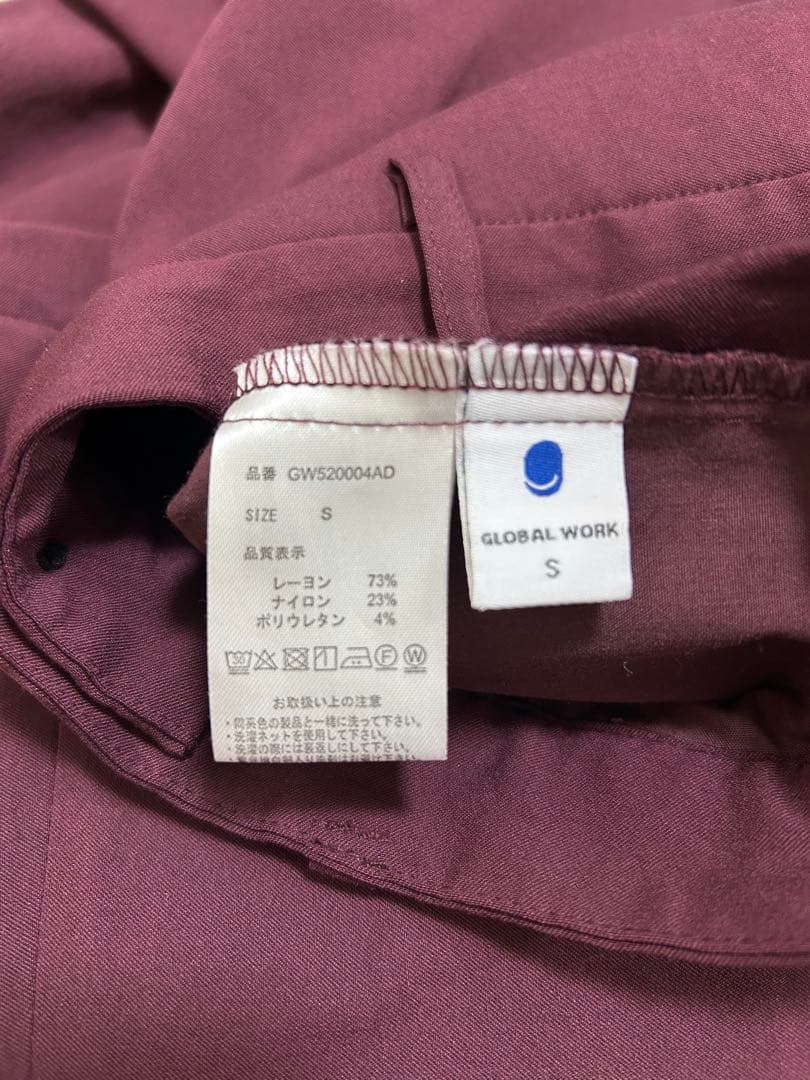 品番 GW520004AD
SIZE S
品質表示
レーヨン 73%
ナイロン 23%
ポリウレタン 4%
お取扱い上の注意
・同系色の製品と一緒に洗って下さい。
・洗濯ネットを使用して下さい。
・洗濯の際には裏返しにして下さい。
GLOBAL WORK
S